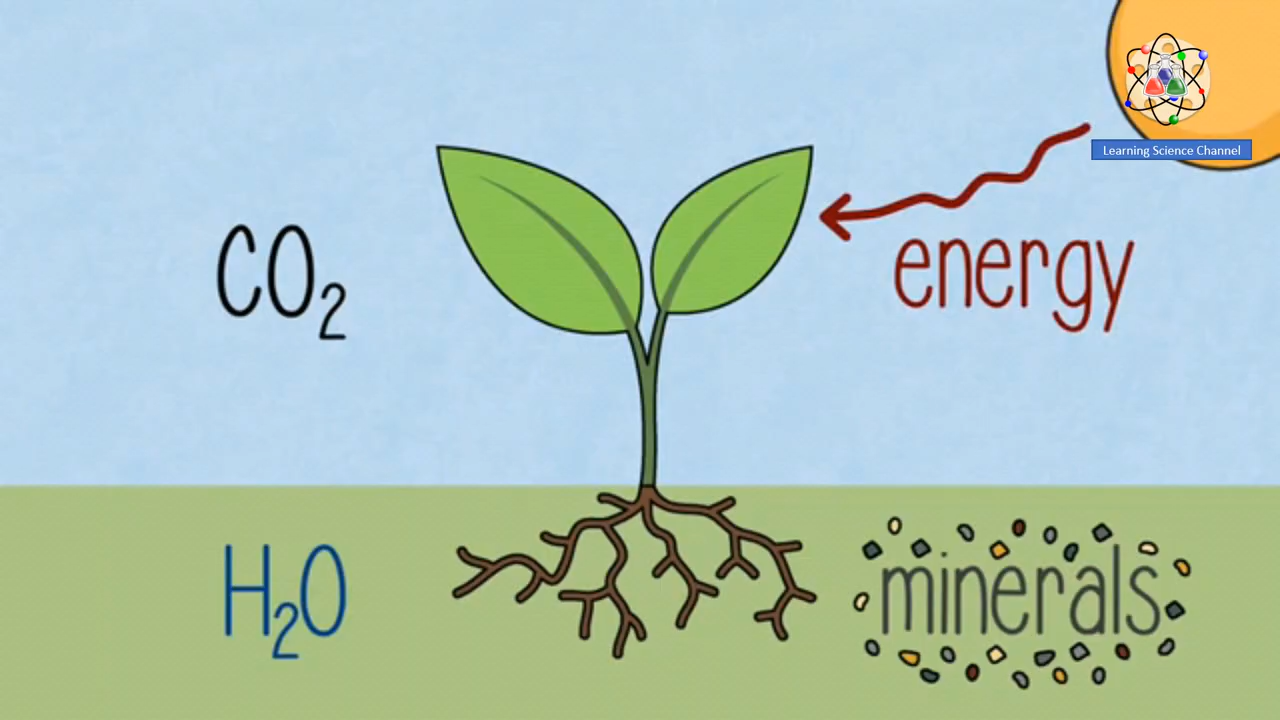 Learning Science Channel
CO₂
energy
H₂O
minerals